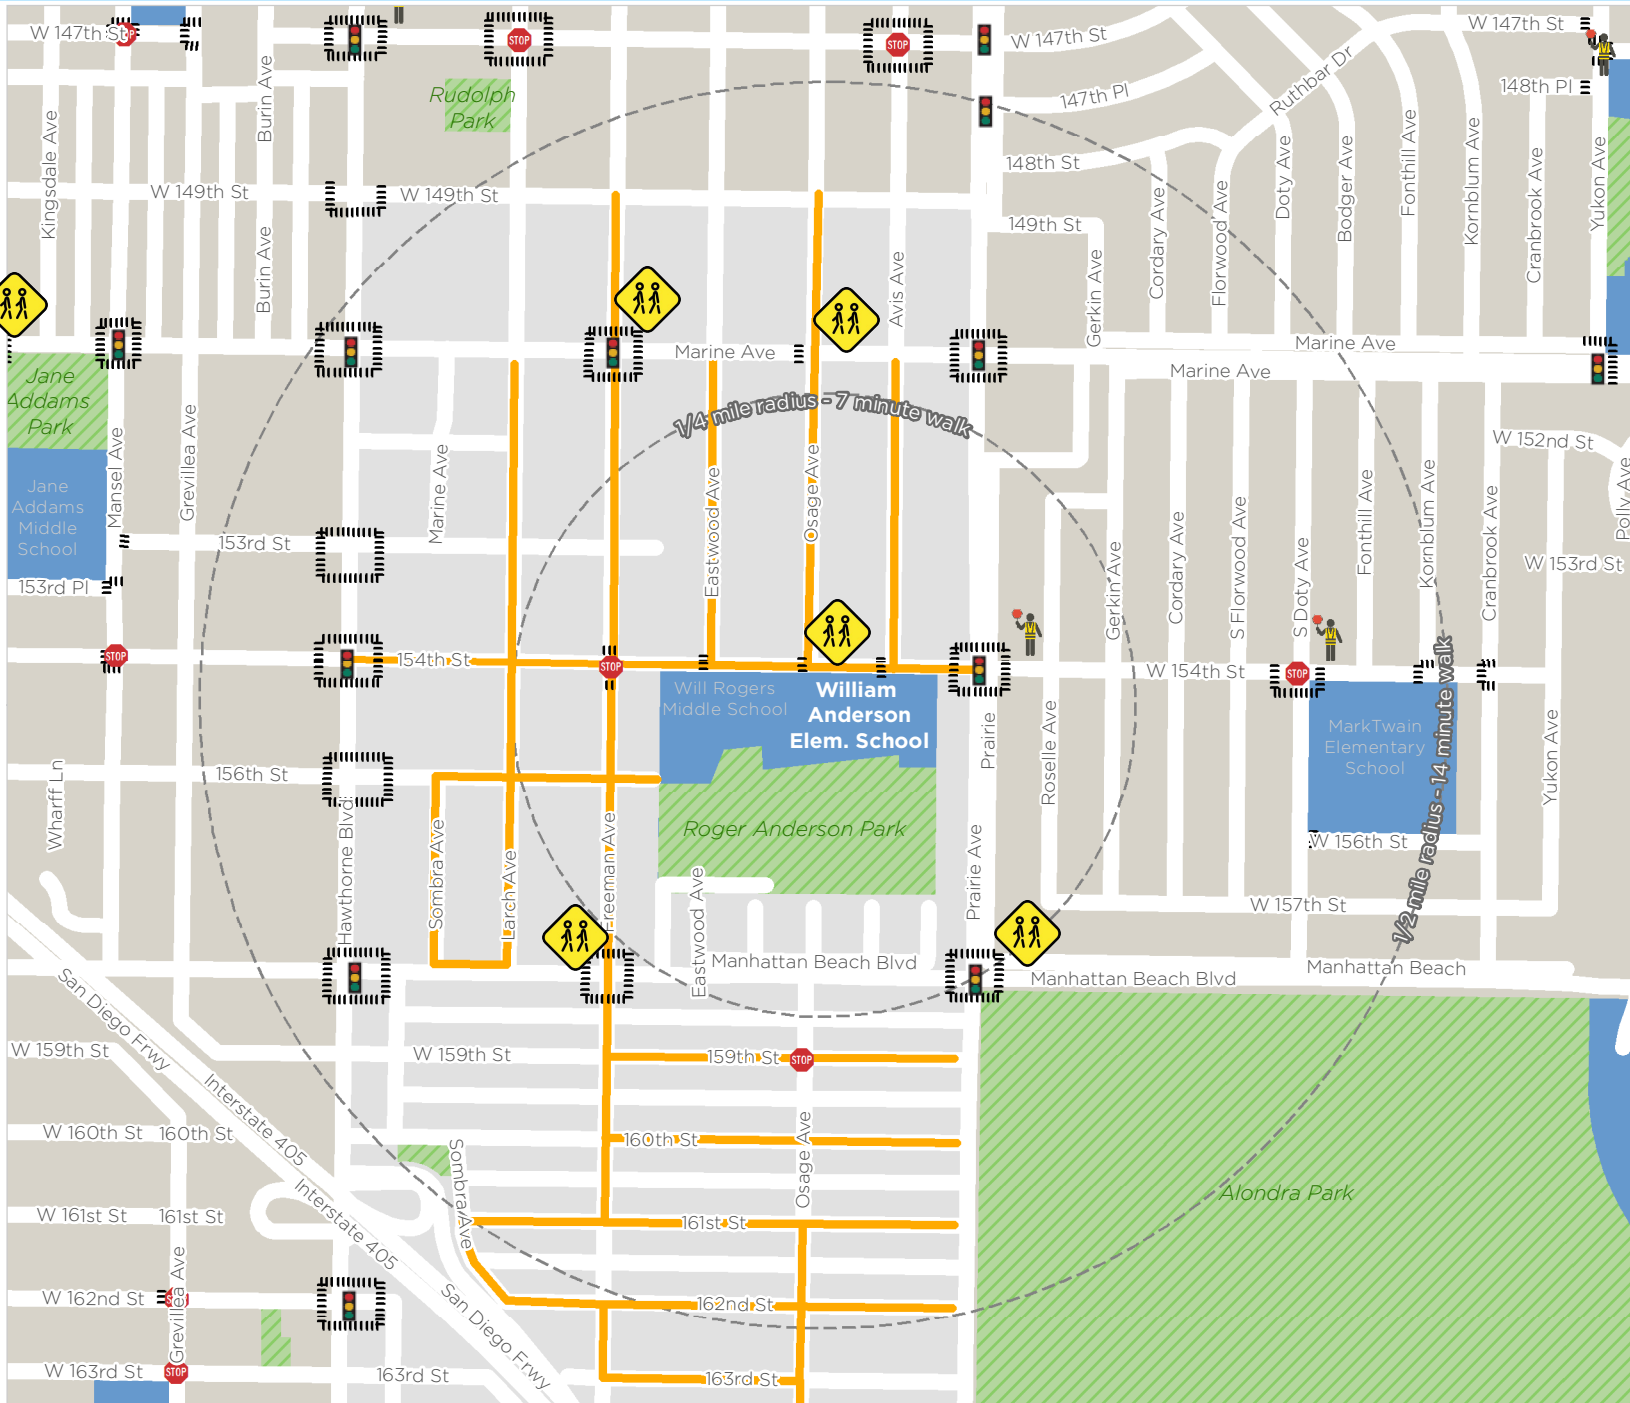 W 147th St
STOP
STOP
STOP
W 147th St
W 147th St
Ruthbar Dr
148th Pl
147th Pl
Rudolph
Park
Burin Ave
Kingsdale Ave
148th St
W 149th St
W 149th St
149th St
Cordary Ave
Florwood Ave
Doty Ave
Bodger Ave
Fonthill Ave
Kornblum Ave
Cranbrook Ave
Yukon Ave
Burin Ave
Avis Ave
Gerkin Ave
Marine Ave
Marine Ave
Marine Ave
Jane
Addams
Park
1/4 mile radius - 7 minute walk
Mansel Ave
Grevillea Ave
Marine Ave
Eastwood Ave
Osage Ave
W 152nd St
Polly Ave
Jane
Addams
Middle
School
153rd St
153rd Pl
Gerkin Ave
Cordary Ave
S Florwood Ave
S Doty Ave
Fonthill Ave
Kornblum Ave
Cranbrook Ave
W 153rd St
STOP
154th St
STOP
W 154th St
STOP
Will Rogers
Middle School
William
Anderson
Elem. School
Prairie
Roselle Ave
MarkTwain
Elementary
School
1/2 mile radius - 14 minute walk
Yukon Ave
Wharff Ln
156th St
Hawthorne Blvd
Sombra Ave
Larch Ave
Freeman Ave
Roger Anderson Park
Prairie Ave
W 156th St
Eastwood Ave
W 157th St
Manhattan Beach Blvd
Manhattan Beach Blvd
Manhattan Beach
San Diego Frwy
W 159th St
W 159th St
159th St
STOP
Interstate 405
W 160th St
160th St
160th St
Sombra Ave
Osage Ave
Interstate 405
W 161st St
161st St
161st St
Alondra Park
Grevillea Ave
W 162nd St
162nd St
San Diego Frwy
W 163rd St
STOP
163rd St
163rd St